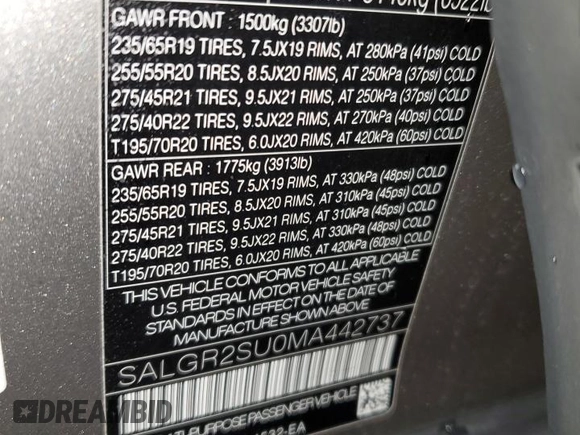 GAWR FRONT : 1500kg (3307lb)
235/65R19 TIRES, 7.5JX19 RIMS, AT 280kPa (41psi) COLD
255/55R20 TIRES, 8.5JX20 RIMS, AT 250kPa (37psi) COLD
275/45R21 TIRES, 9.5JX21 RIMS, AT 250kPa (37psi) COLD
275/40R22 TIRES, 9.5JX22 RIMS, AT 270kPa (40psi) COLD
T195/70R20 TIRES, 6.0JX20 RIMS, AT 420kPa (60psi) COLD
GAWR REAR : 1775kg (3913lb)
235/65R19 TIRES, 7.5JX19 RIMS, AT 330kPa (48psi) COLD
255/55R20 TIRES, 8.5JX20 RIMS, AT 310kPa (45psi) COLD
275/45R21 TIRES, 9.5JX21 RIMS, AT 310kPa (45psi) COLD
275/40R22 TIRES, 9.5JX22 RIMS, AT 330kPa (48psi) COLD
T195/70R20 TIRES, 6.0JX20 RIMS, AT 420kPa (60psi) COLD
THIS VEHICLE CONFORMS TO ALL APPLICABLE
U.S. FEDERAL MOTOR VEHICLE SAFETY
STANDARDS IN EFFECT ON THE DATE OF
MANUFACTURE SHOWN ABOVE
SALGR2SU0MA442737
PURPOSE PASSENGER VEHICLE
532-EA
DREAMBID